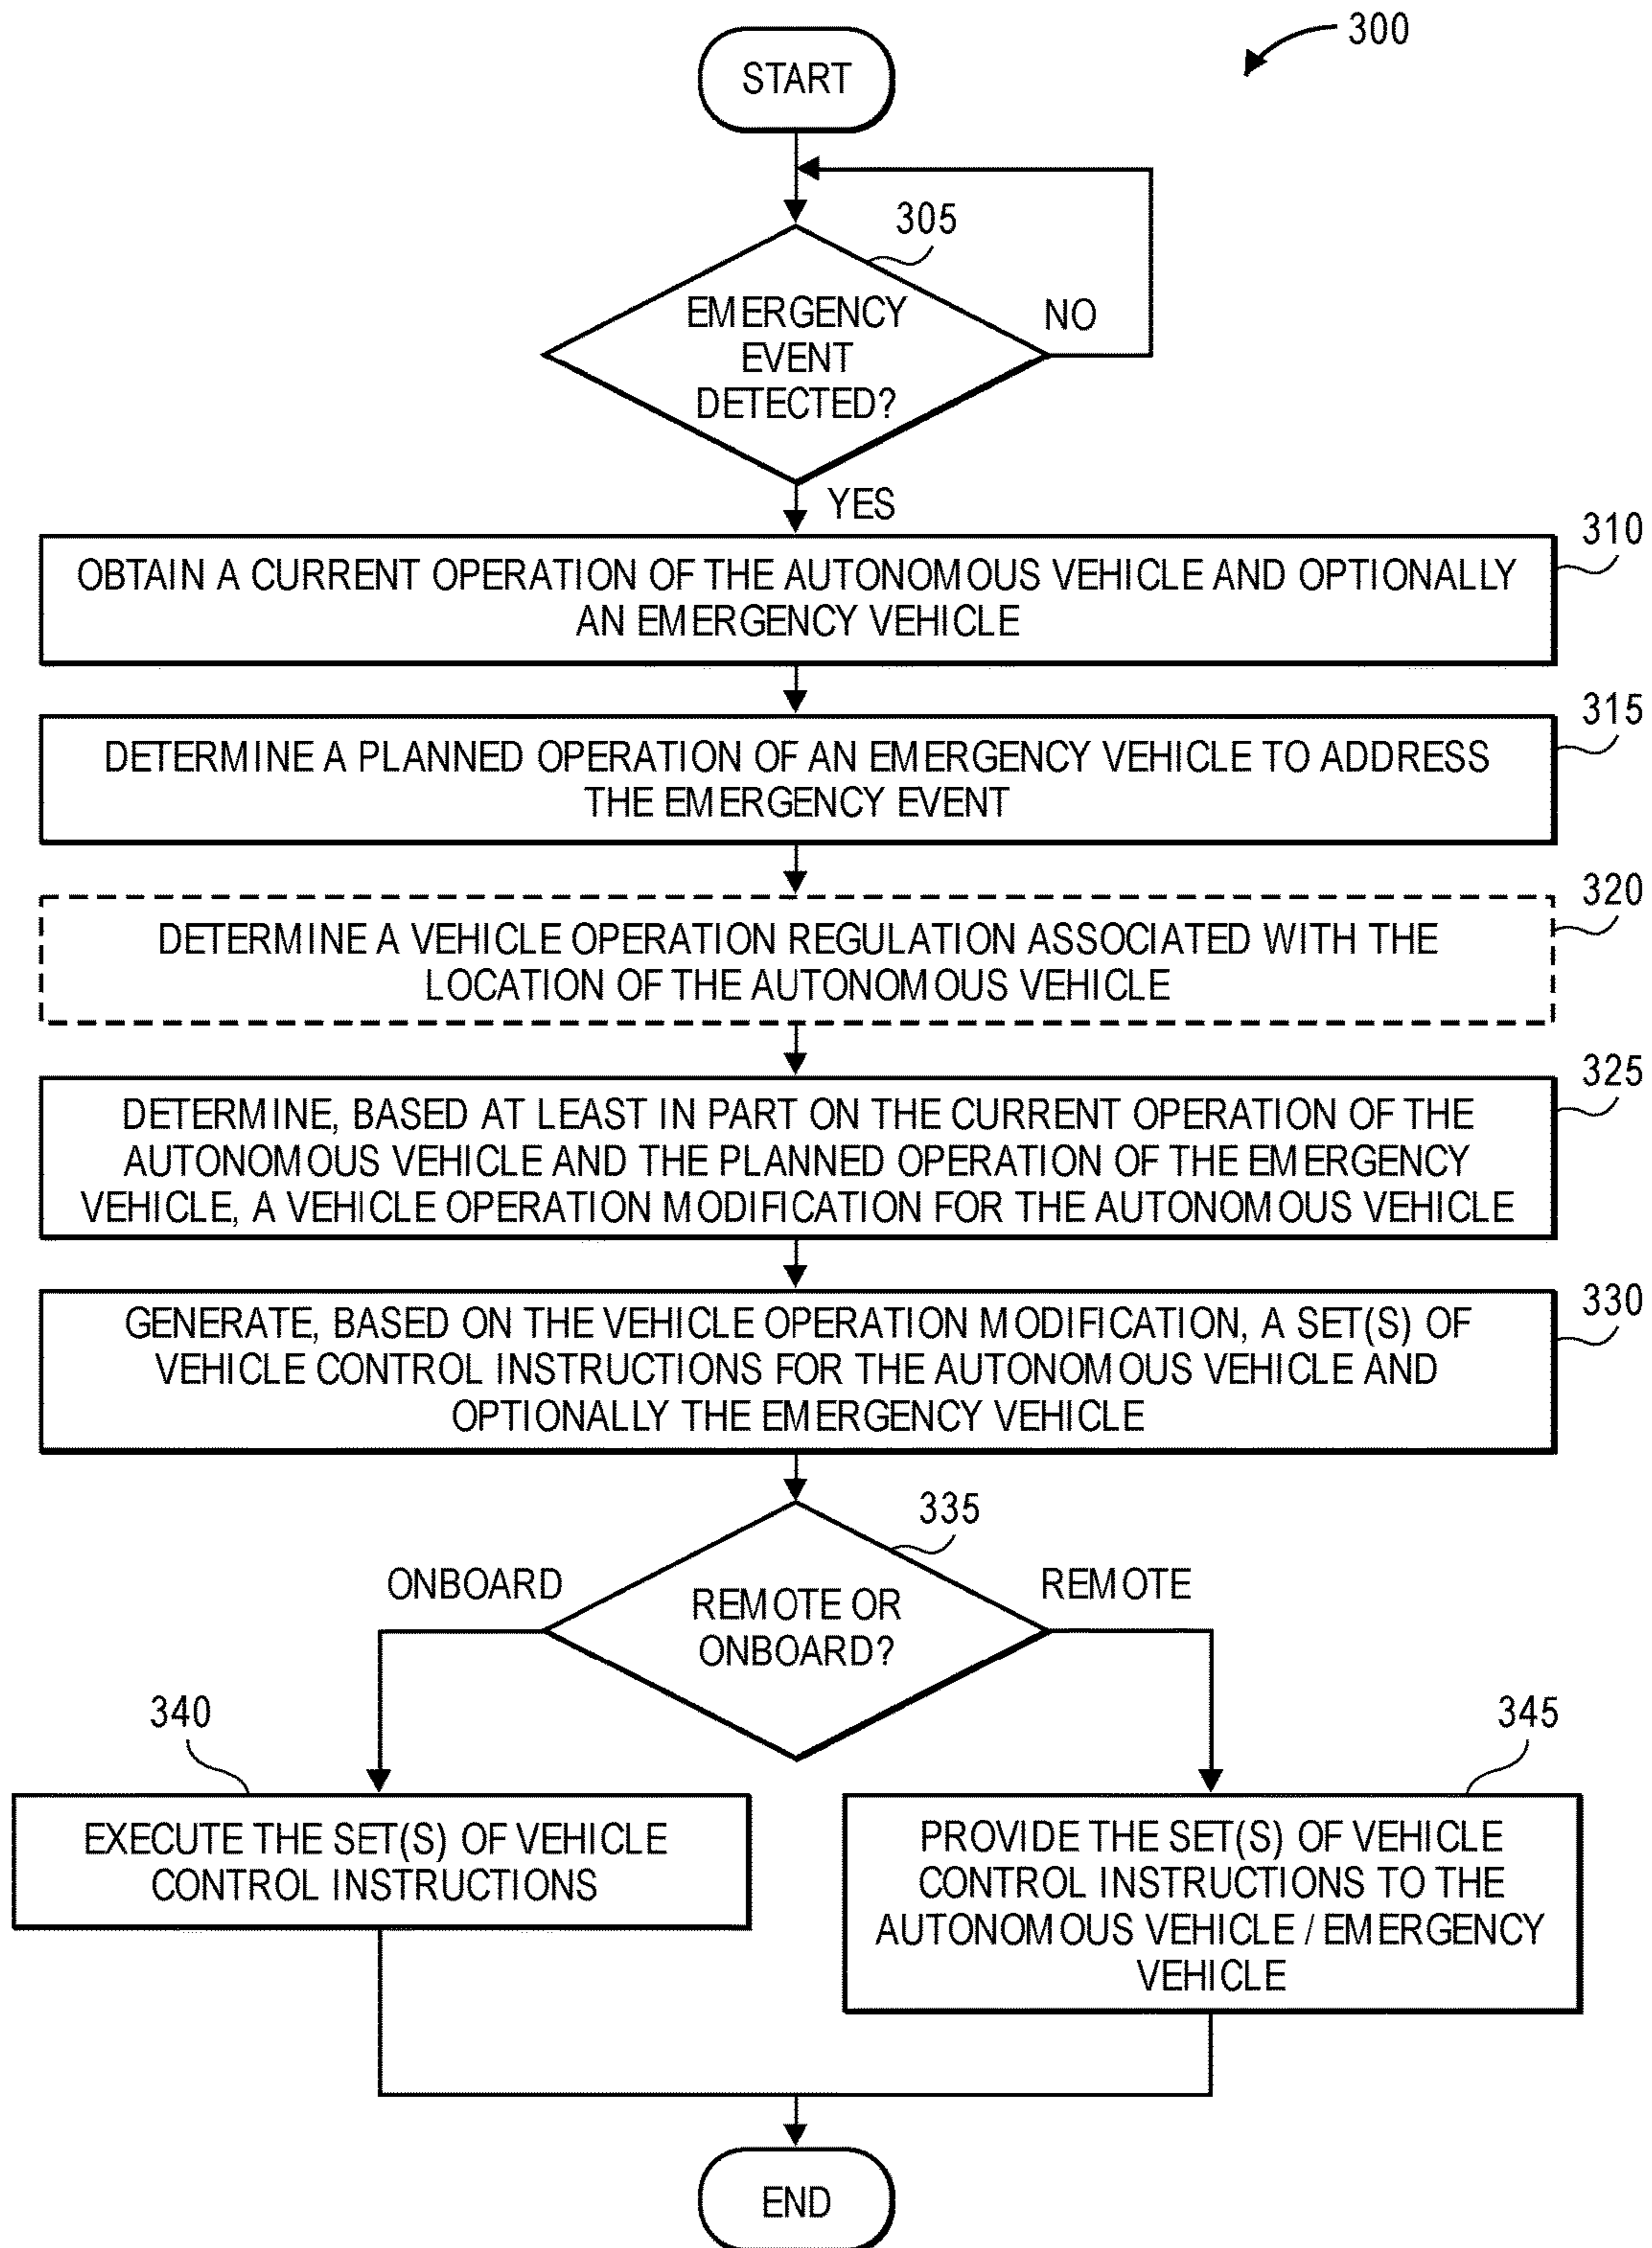 300
START
305
EMERGENCY
EVENT
DETECTED?
NO
YES
310
OBTAIN A CURRENT OPERATION OF THE AUTONOMOUS VEHICLE AND OPTIONALLY
AN EMERGENCY VEHICLE
315
DETERMINE A PLANNED OPERATION OF AN EMERGENCY VEHICLE TO ADDRESS
THE EMERGENCY EVENT
320
DETERMINE A VEHICLE OPERATION REGULATION ASSOCIATED WITH THE
LOCATION OF THE AUTONOMOUS VEHICLE
325
DETERMINE, BASED AT LEAST IN PART ON THE CURRENT OPERATION OF THE
AUTONOMOUS VEHICLE AND THE PLANNED OPERATION OF THE EMERGENCY
VEHICLE, A VEHICLE OPERATION MODIFICATION FOR THE AUTONOMOUS VEHICLE
330
GENERATE, BASED ON THE VEHICLE OPERATION MODIFICATION, A SET(S) OF
VEHICLE CONTROL INSTRUCTIONS FOR THE AUTONOMOUS VEHICLE AND
OPTIONALLY THE EMERGENCY VEHICLE
335
ONBOARD
REMOTE OR
ONBOARD?
REMOTE
340
EXECUTE THE SET(S) OF VEHICLE
CONTROL INSTRUCTIONS
345
PROVIDE THE SET(S) OF VEHICLE
CONTROL INSTRUCTIONS TO THE
AUTONOMOUS VEHICLE / EMERGENCY
VEHICLE
END